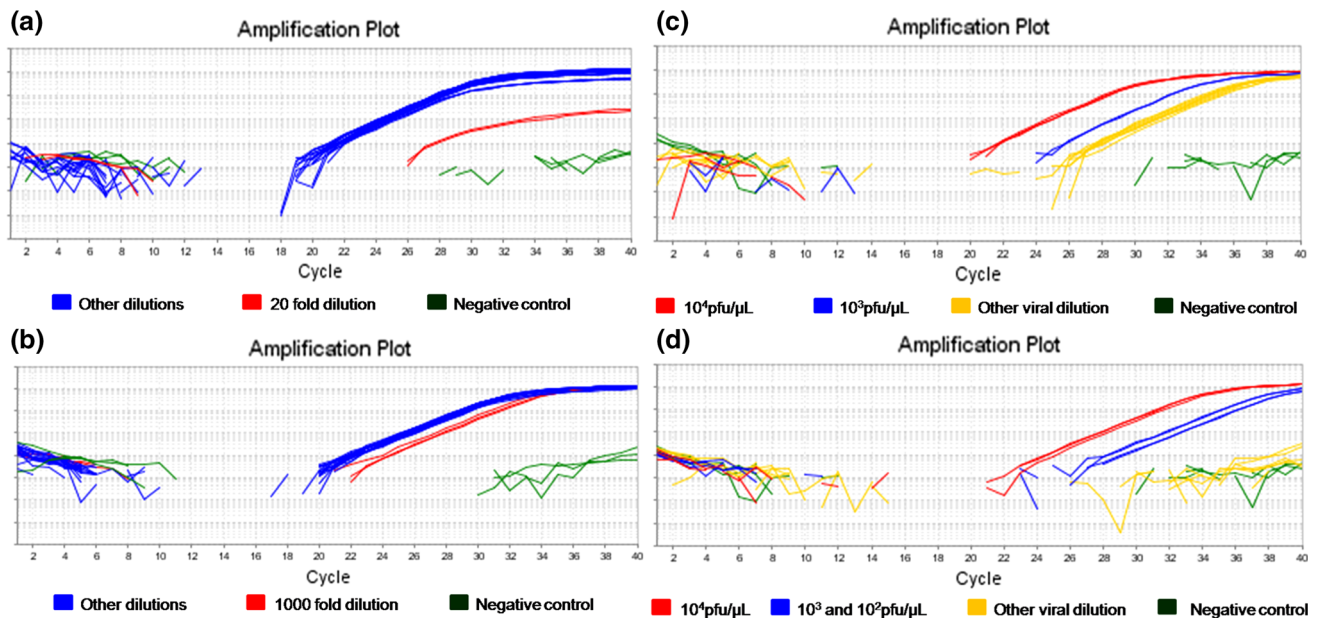 (a)
Amplification Plot
2 4 6 8 10 12 14 16 18 20 22 24 26 28 30 32 34 36 38 40
Cycle
Other dilutions 20 fold dilution Negative control
(b)
Amplification Plot
2 4 6 8 10 12 14 16 18 20 22 24 26 28 30 32 34 36 38 40
Cycle
Other dilutions 1000 fold dilution Negative control
(c)
Amplification Plot
2 4 6 8 10 12 14 16 18 20 22 24 26 28 30 32 34 36 38 40
Cycle
10⁴pfu/µL 10³pfu/µL Other viral dilution Negative control
(d)
Amplification Plot
2 4 6 8 10 12 14 16 18 20 22 24 26 28 30 32 34 36 38 40
Cycle
10⁴pfu/µL 10³ and 10²pfu/µL Other viral dilution Negative control